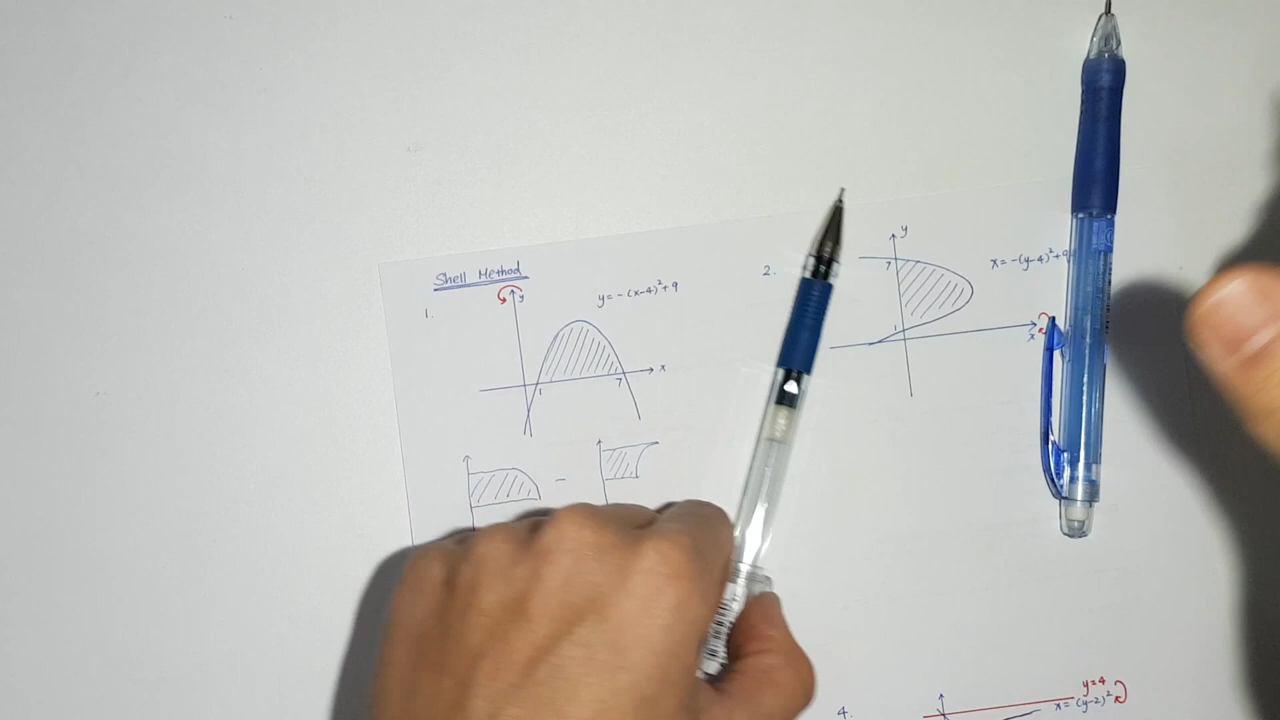 Shell Method
1.
y
y = -(x-4)²+9
x
1
7
2.
y
x = -(y-4)²+9
7
1
x
4.
y=4
x = (y-2)²